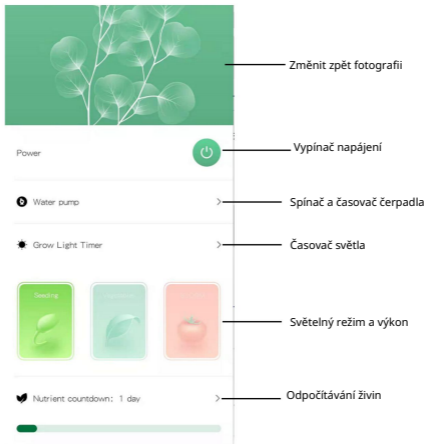 Změnit zpět fotografii
Power
Vypínač napájení
Water pump
Spínač a časovač čerpadla
Grow Light Timer
Časovač světla
Seeding
Světelný režim a výkon
Nutrient countdown: 1 day
Odpočítávání živin